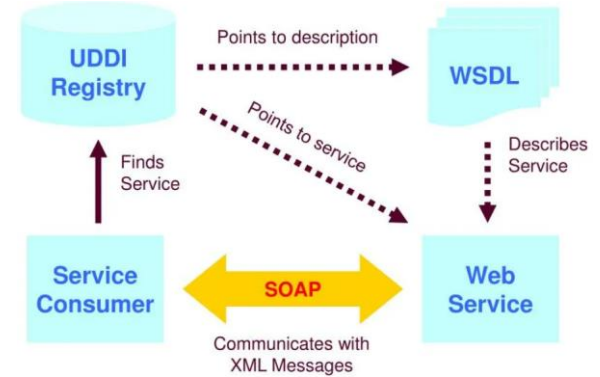 UDDI
Registry
Points to description
WSDL
Points to service
Finds
Service
Describes
Service
Service
Consumer
SOAP
Web
Service
Communicates with
XML Messages